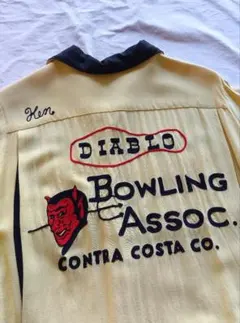 Ken
DIABLO
BOWLING
ASSOC.
CONTRA COSTA CO.